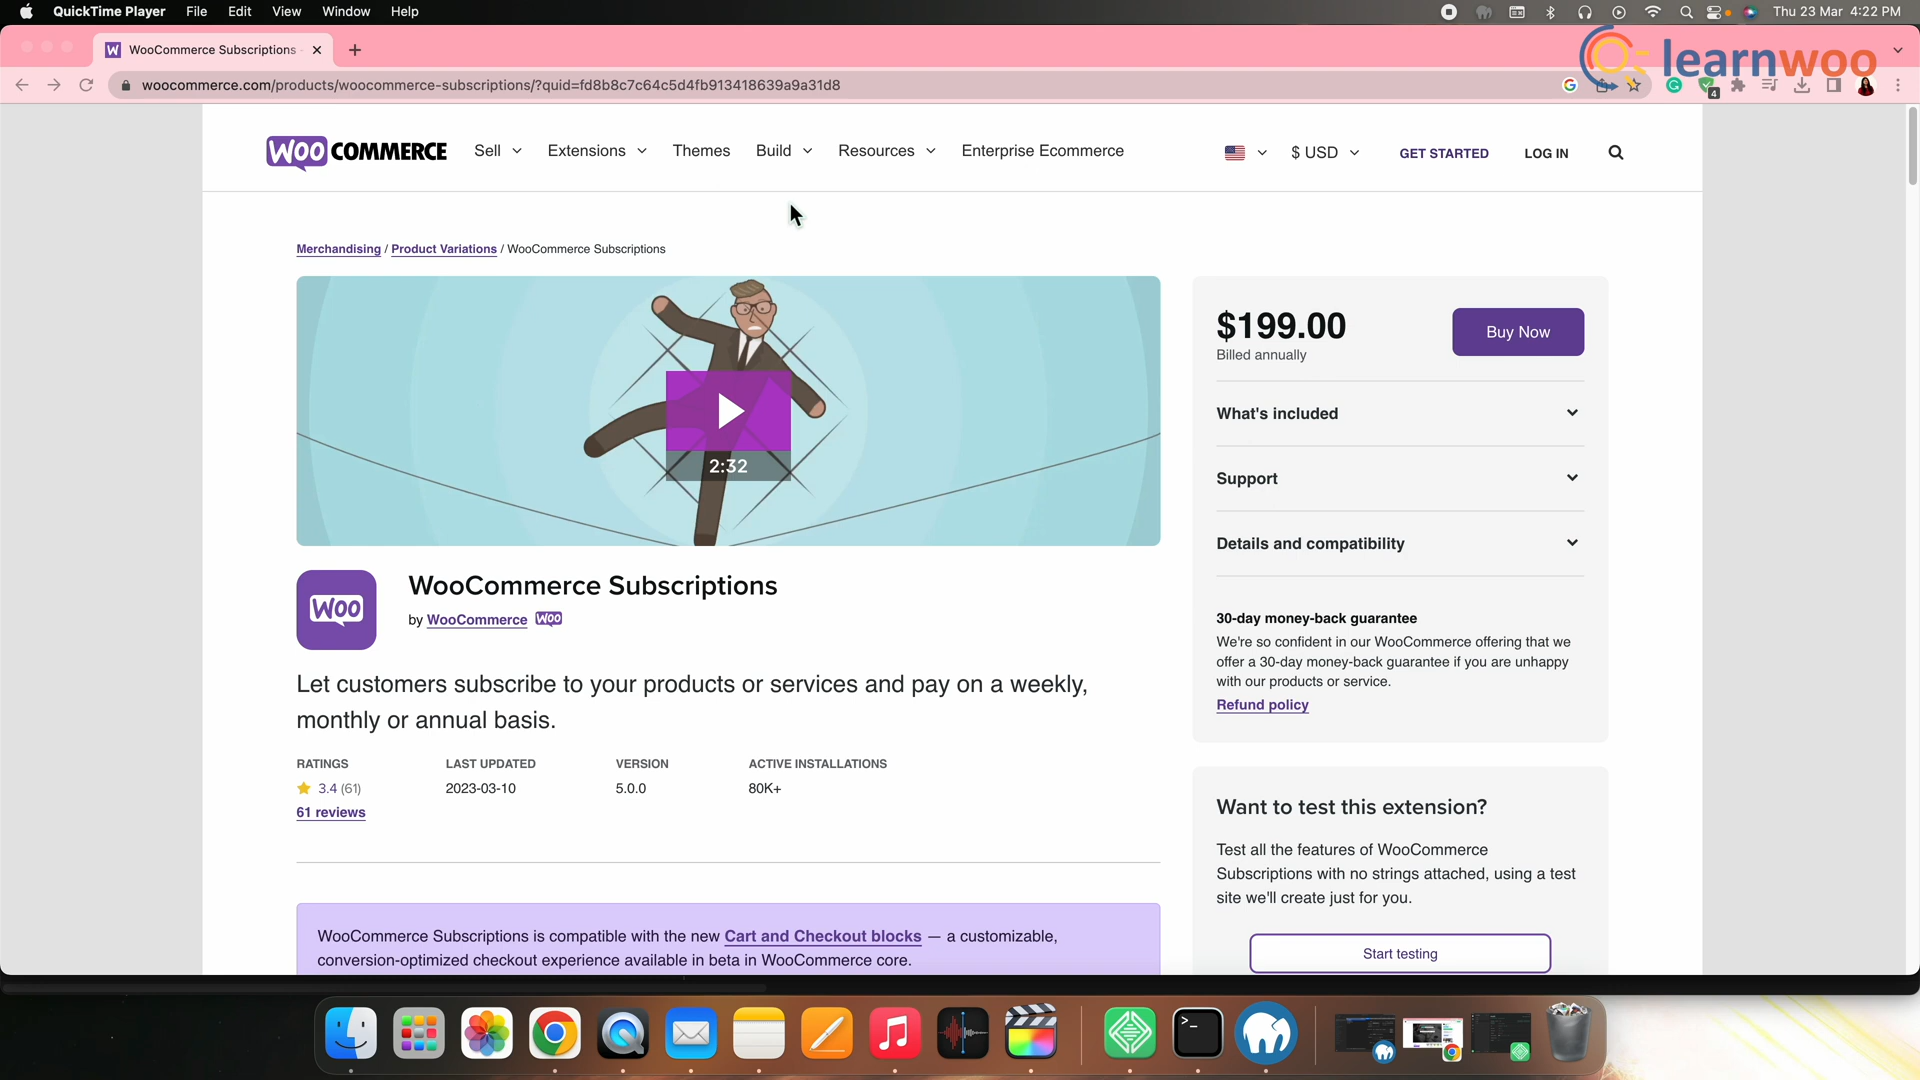 QuickTime Player File Edit View Window Help
Thu 23 Mar 4:22 PM
W WooCommerce Subscriptions
learnwoo
woocommerce.com/products/woocommerce-subscriptions/?quid=fd8b8c7c64c5d4fb913418639a9a31d8
4
WOO COMMERCE Sell Extensions Themes Build Resources Enterprise Ecommerce
$ USD GET STARTED LOG IN
Merchandising / Product Variations / WooCommerce Subscriptions
2:32
WOO
WooCommerce Subscriptions
by WooCommerce WOO
Let customers subscribe to your products or services and pay on a weekly,
monthly or annual basis.
RATINGS LAST UPDATED VERSION ACTIVE INSTALLATIONS
3.4 (61) 2023-03-10 5.0.0 80K+
61 reviews
WooCommerce Subscriptions is compatible with the new Cart and Checkout blocks — a customizable,
conversion-optimized checkout experience available in beta in WooCommerce core.
$199.00 Buy Now
Billed annually
What's included
Support
Details and compatibility
30-day money-back guarantee
We're so confident in our WooCommerce offering that we
offer a 30-day money-back guarantee if you are unhappy
with our products or service.
Refund policy
Want to test this extension?
Test all the features of WooCommerce
Subscriptions with no strings attached, using a test
site we'll create just for you.
Start testing